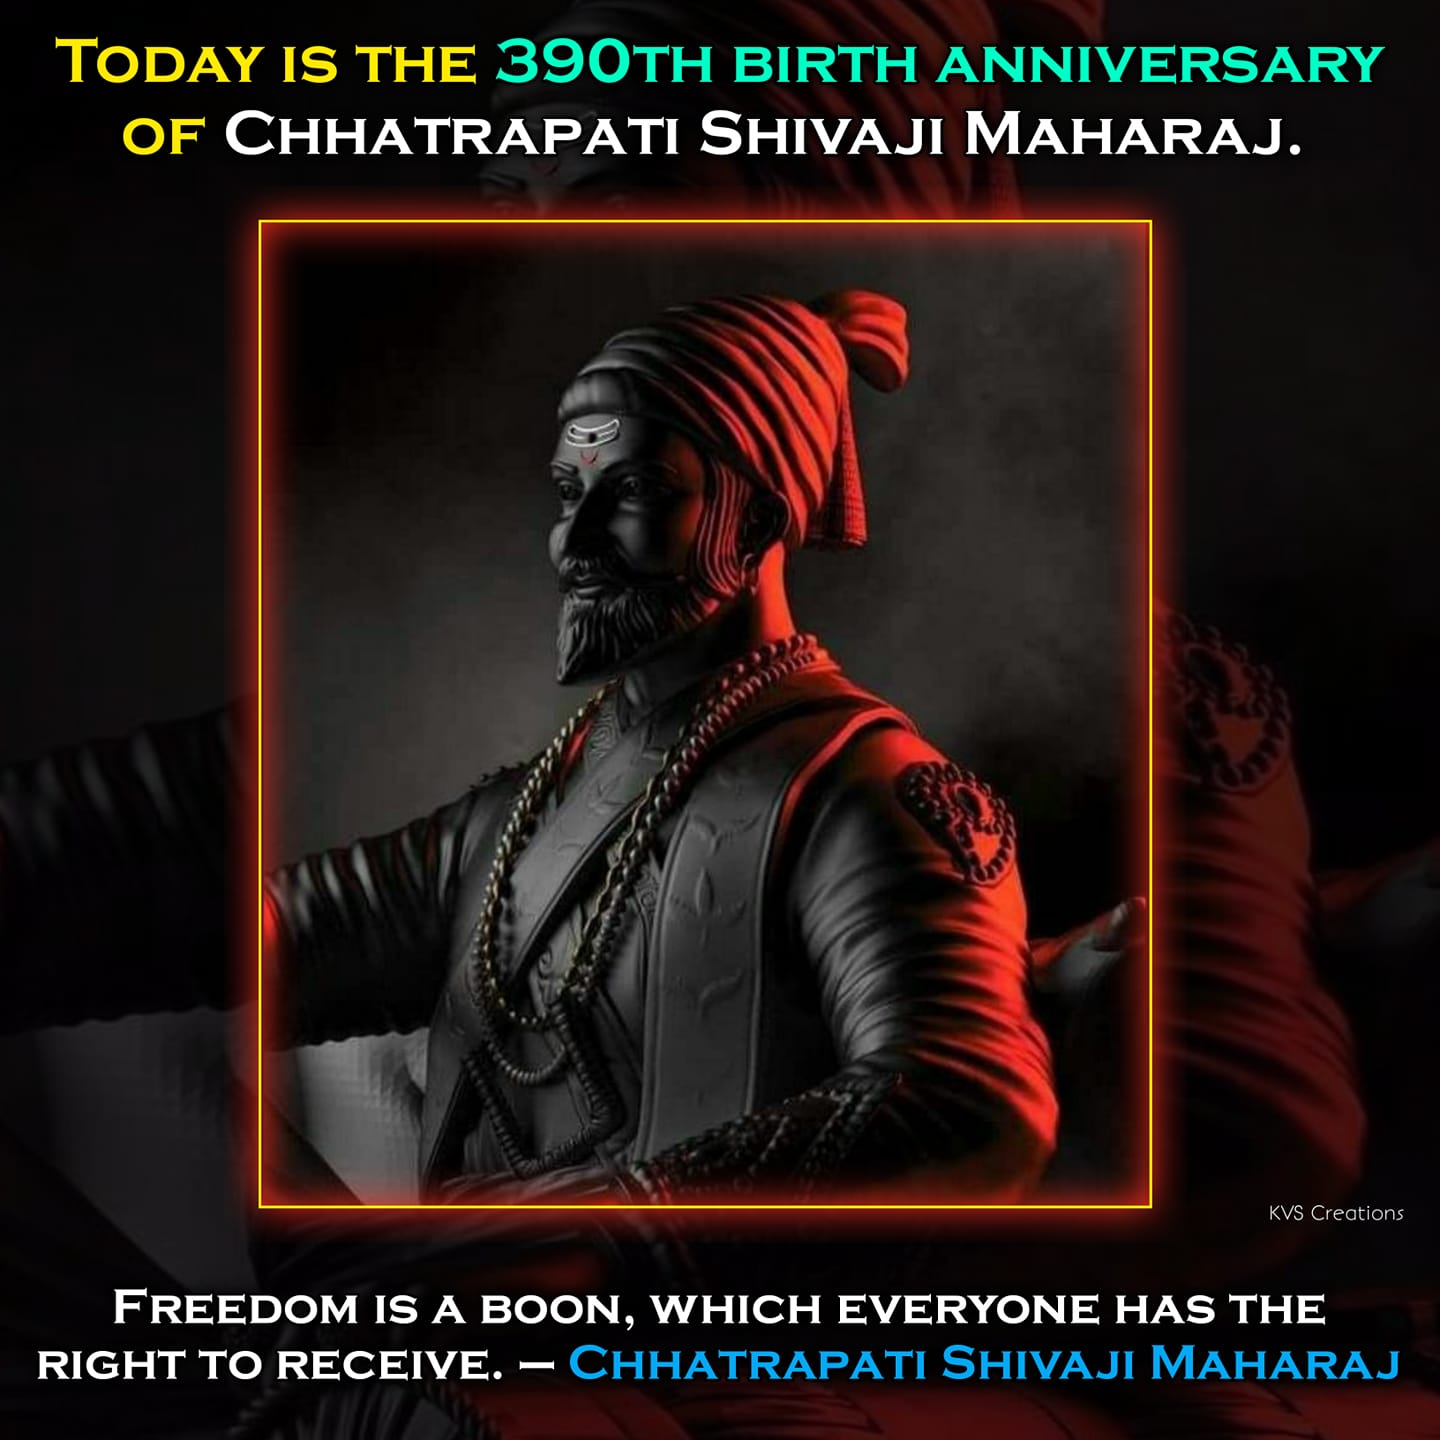 Today is the 390th birth anniversary
of Chhatrapati Shivaji Maharaj.
KVS Creations
Freedom is a boon, which everyone has the
right to receive. – Chhatrapati Shivaji Maharaj